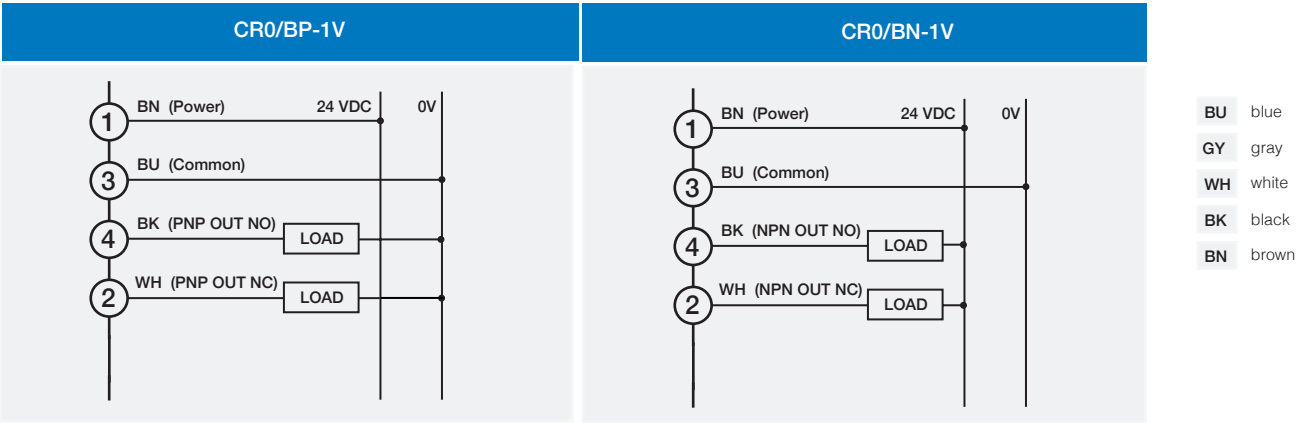 CR0/BP-1V
BN (Power) 24 VDC 0V
1
BU (Common)
3
BK (PNP OUT NO)
4 LOAD
WH (PNP OUT NC)
2 LOAD
CR0/BN-1V
BN (Power) 24 VDC 0V
1
BU (Common)
3
BK (NPN OUT NO)
4 LOAD
WH (NPN OUT NC)
2 LOAD
BU blue
GY gray
WH white
BK black
BN brown